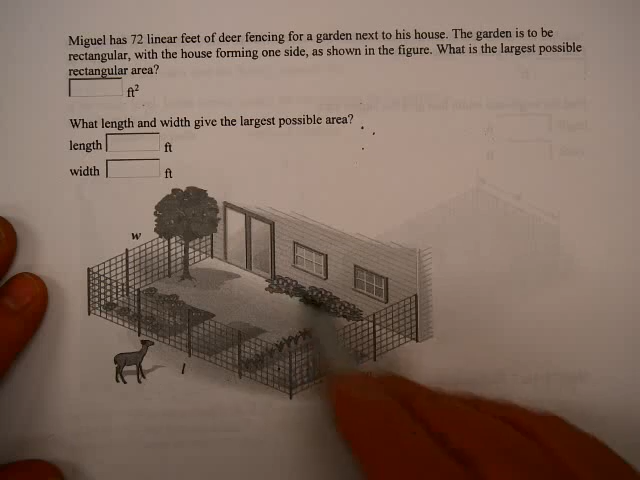 Miguel has 72 linear feet of deer fencing for a garden next to his house. The garden is to be
rectangular, with the house forming one side, as shown in the figure. What is the largest possible
rectangular area?
ft²
What length and width give the largest possible area?
length ft
width ft
w
l